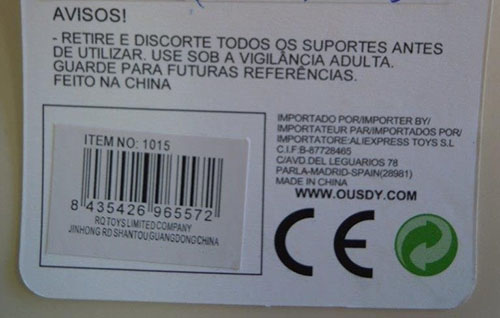 AVISOS!
- RETIRE E DISCORTE TODOS OS SUPORTES ANTES
DE UTILIZAR. USE SOB A VIGILÂNCIA ADULTA.
GUARDE PARA FUTURAS REFERÊNCIAS.
FEITO NA CHINA
ITEM NO: 1015
8 435426 965572
RQ TOYS LIMITED COMPANY
JINHONG RD SHANTOU GUANGDONG CHINA
IMPORTADO POR/IMPORTER BY/
IMPORTATEUR PAR/IMPORTADOS POR/
IMPORTATORE:ALIEXPRESS TOYS S.L
C.I.F:B-87728465
C/AVD.DEL LEGUARIOS 78
PARLA-MADRID-SPAIN(28981)
MADE IN CHINA
WWW.OUSDY.COM
CE